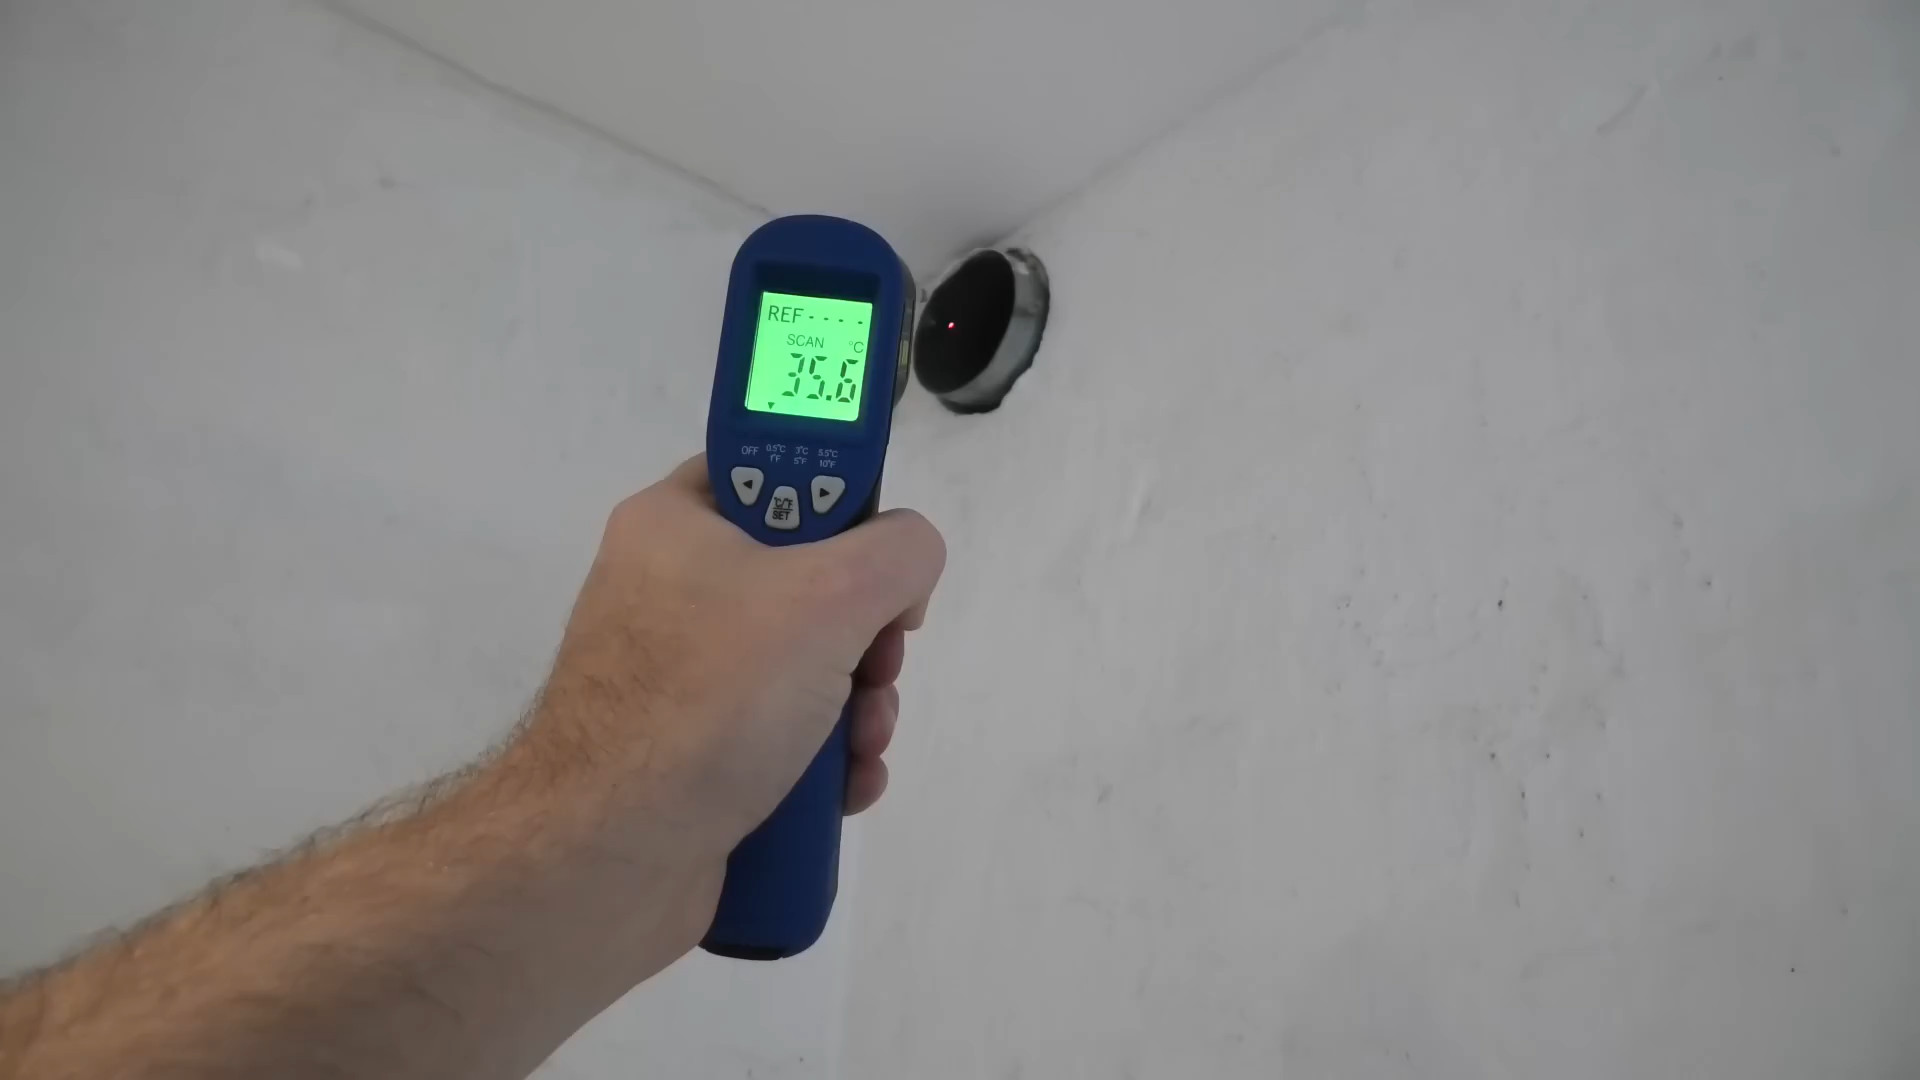 REF----
SCAN °C
35.6
OFF 0.5°C 3°C 5.5°C
1°F 5°F 10°F
°C/°F
SET